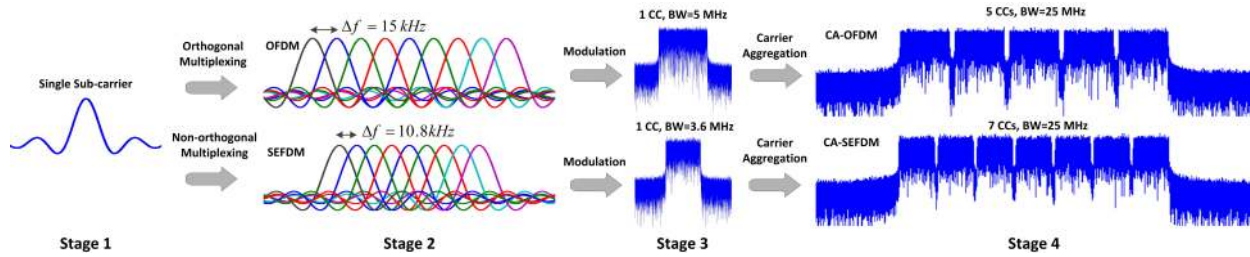 Single Sub-carrier
Stage 1
Orthogonal
Multiplexing
Non-orthogonal
Multiplexing
Δf = 15 kHz
OFDM
Δf = 10.8kHz
SEFDM
Stage 2
Modulation
Modulation
1 CC, BW=5 MHz
1 CC, BW=3.6 MHz
Stage 3
Carrier
Aggregation
Carrier
Aggregation
5 CCs, BW=25 MHz
CA-OFDM
7 CCs, BW=25 MHz
CA-SEFDM
Stage 4